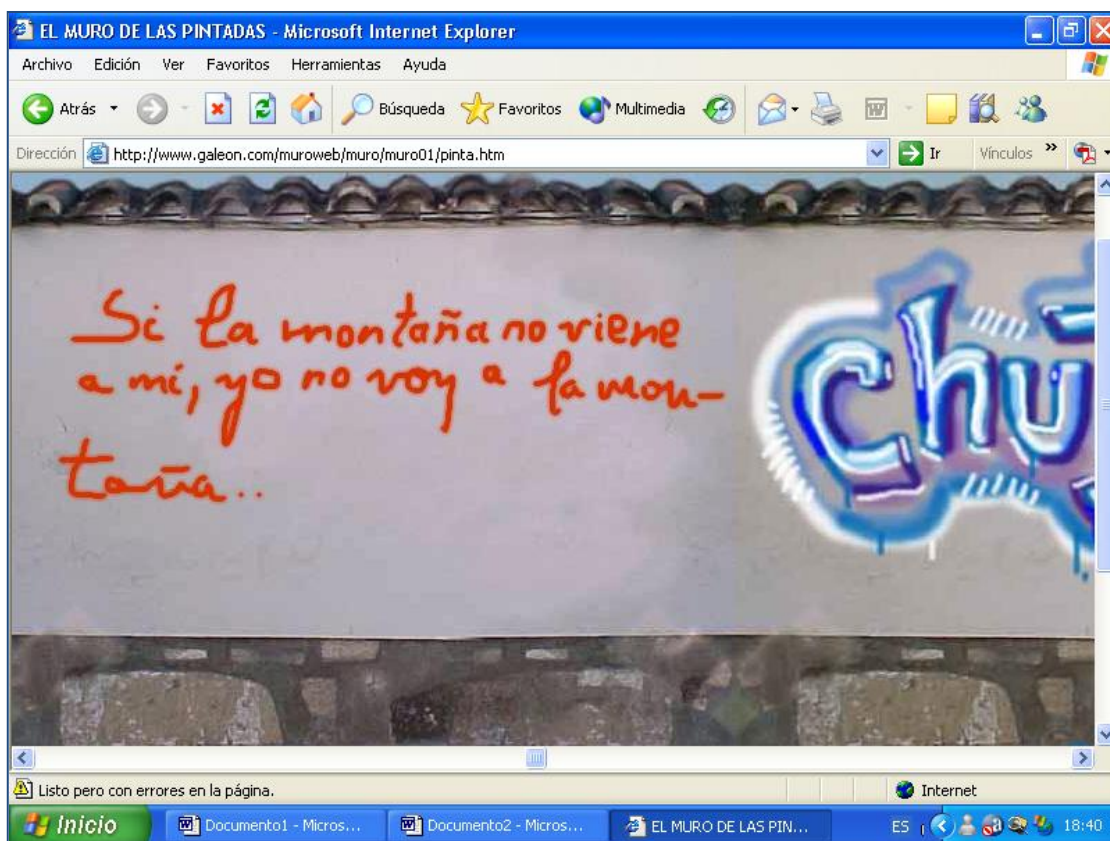 EL MURO DE LAS PINTADAS - Microsoft Internet Explorer
Archivo Edición Ver Favoritos Herramientas Ayuda
Atrás Búsqueda Favoritos Multimedia
Dirección http://www.galeon.com/muroweb/muro/muro01/pinta.htm Ir Vínculos »
Si la montaña no viene
a mí, yo no voy a la mon-
taña..
chu
Listo pero con errores en la página. Internet
Inicio Documento1 - Micros... Documento2 - Micros... EL MURO DE LAS PIN... ES 18:40